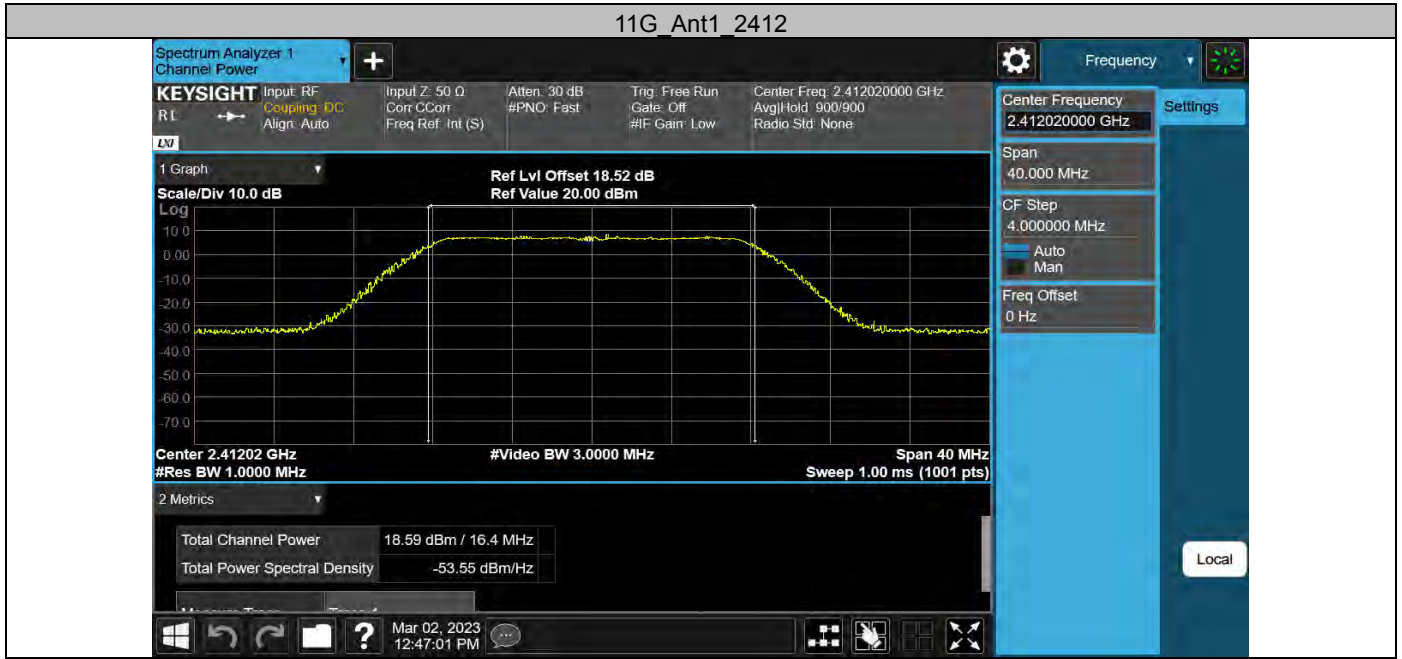 11G_Ant1_2412
Spectrum Analyzer 1
Channel Power
Frequency
KEYSIGHT
RL
LXI
Input: RF
Coupling: DC
Align: Auto
Input Z: 50 Ω
Corr CCorr
Freq Ref: Int (S)
Atten: 30 dB
#PNO: Fast
Trig: Free Run
Gate: Off
#IF Gain: Low
Center Freq: 2.412020000 GHz
Avg|Hold: 900/900
Radio Std: None
Center Frequency
2.412020000 GHz
Settings
Span
40.000 MHz
CF Step
4.000000 MHz
Auto
Man
Freq Offset
0 Hz
1 Graph
Scale/Div 10.0 dB
Ref Lvl Offset 18.52 dB
Ref Value 20.00 dBm
Log
10.0
0.00
-10.0
-20.0
-30.0
-40.0
-50.0
-60.0
-70.0
Center 2.41202 GHz
#Video BW 3.0000 MHz
Span 40 MHz
#Res BW 1.0000 MHz
Sweep 1.00 ms (1001 pts)
2 Metrics
Total Channel Power 18.59 dBm / 16.4 MHz
Total Power Spectral Density -53.55 dBm/Hz
Local
?
Mar 02, 2023
12:47:01 PM